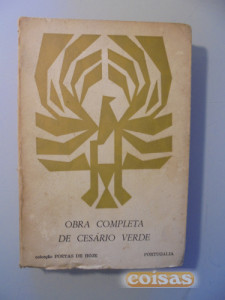 OBRA COMPLETA
DE CESÁRIO VERDE
colecção POETAS DE HOJE PORTUGÁLIA
coisas